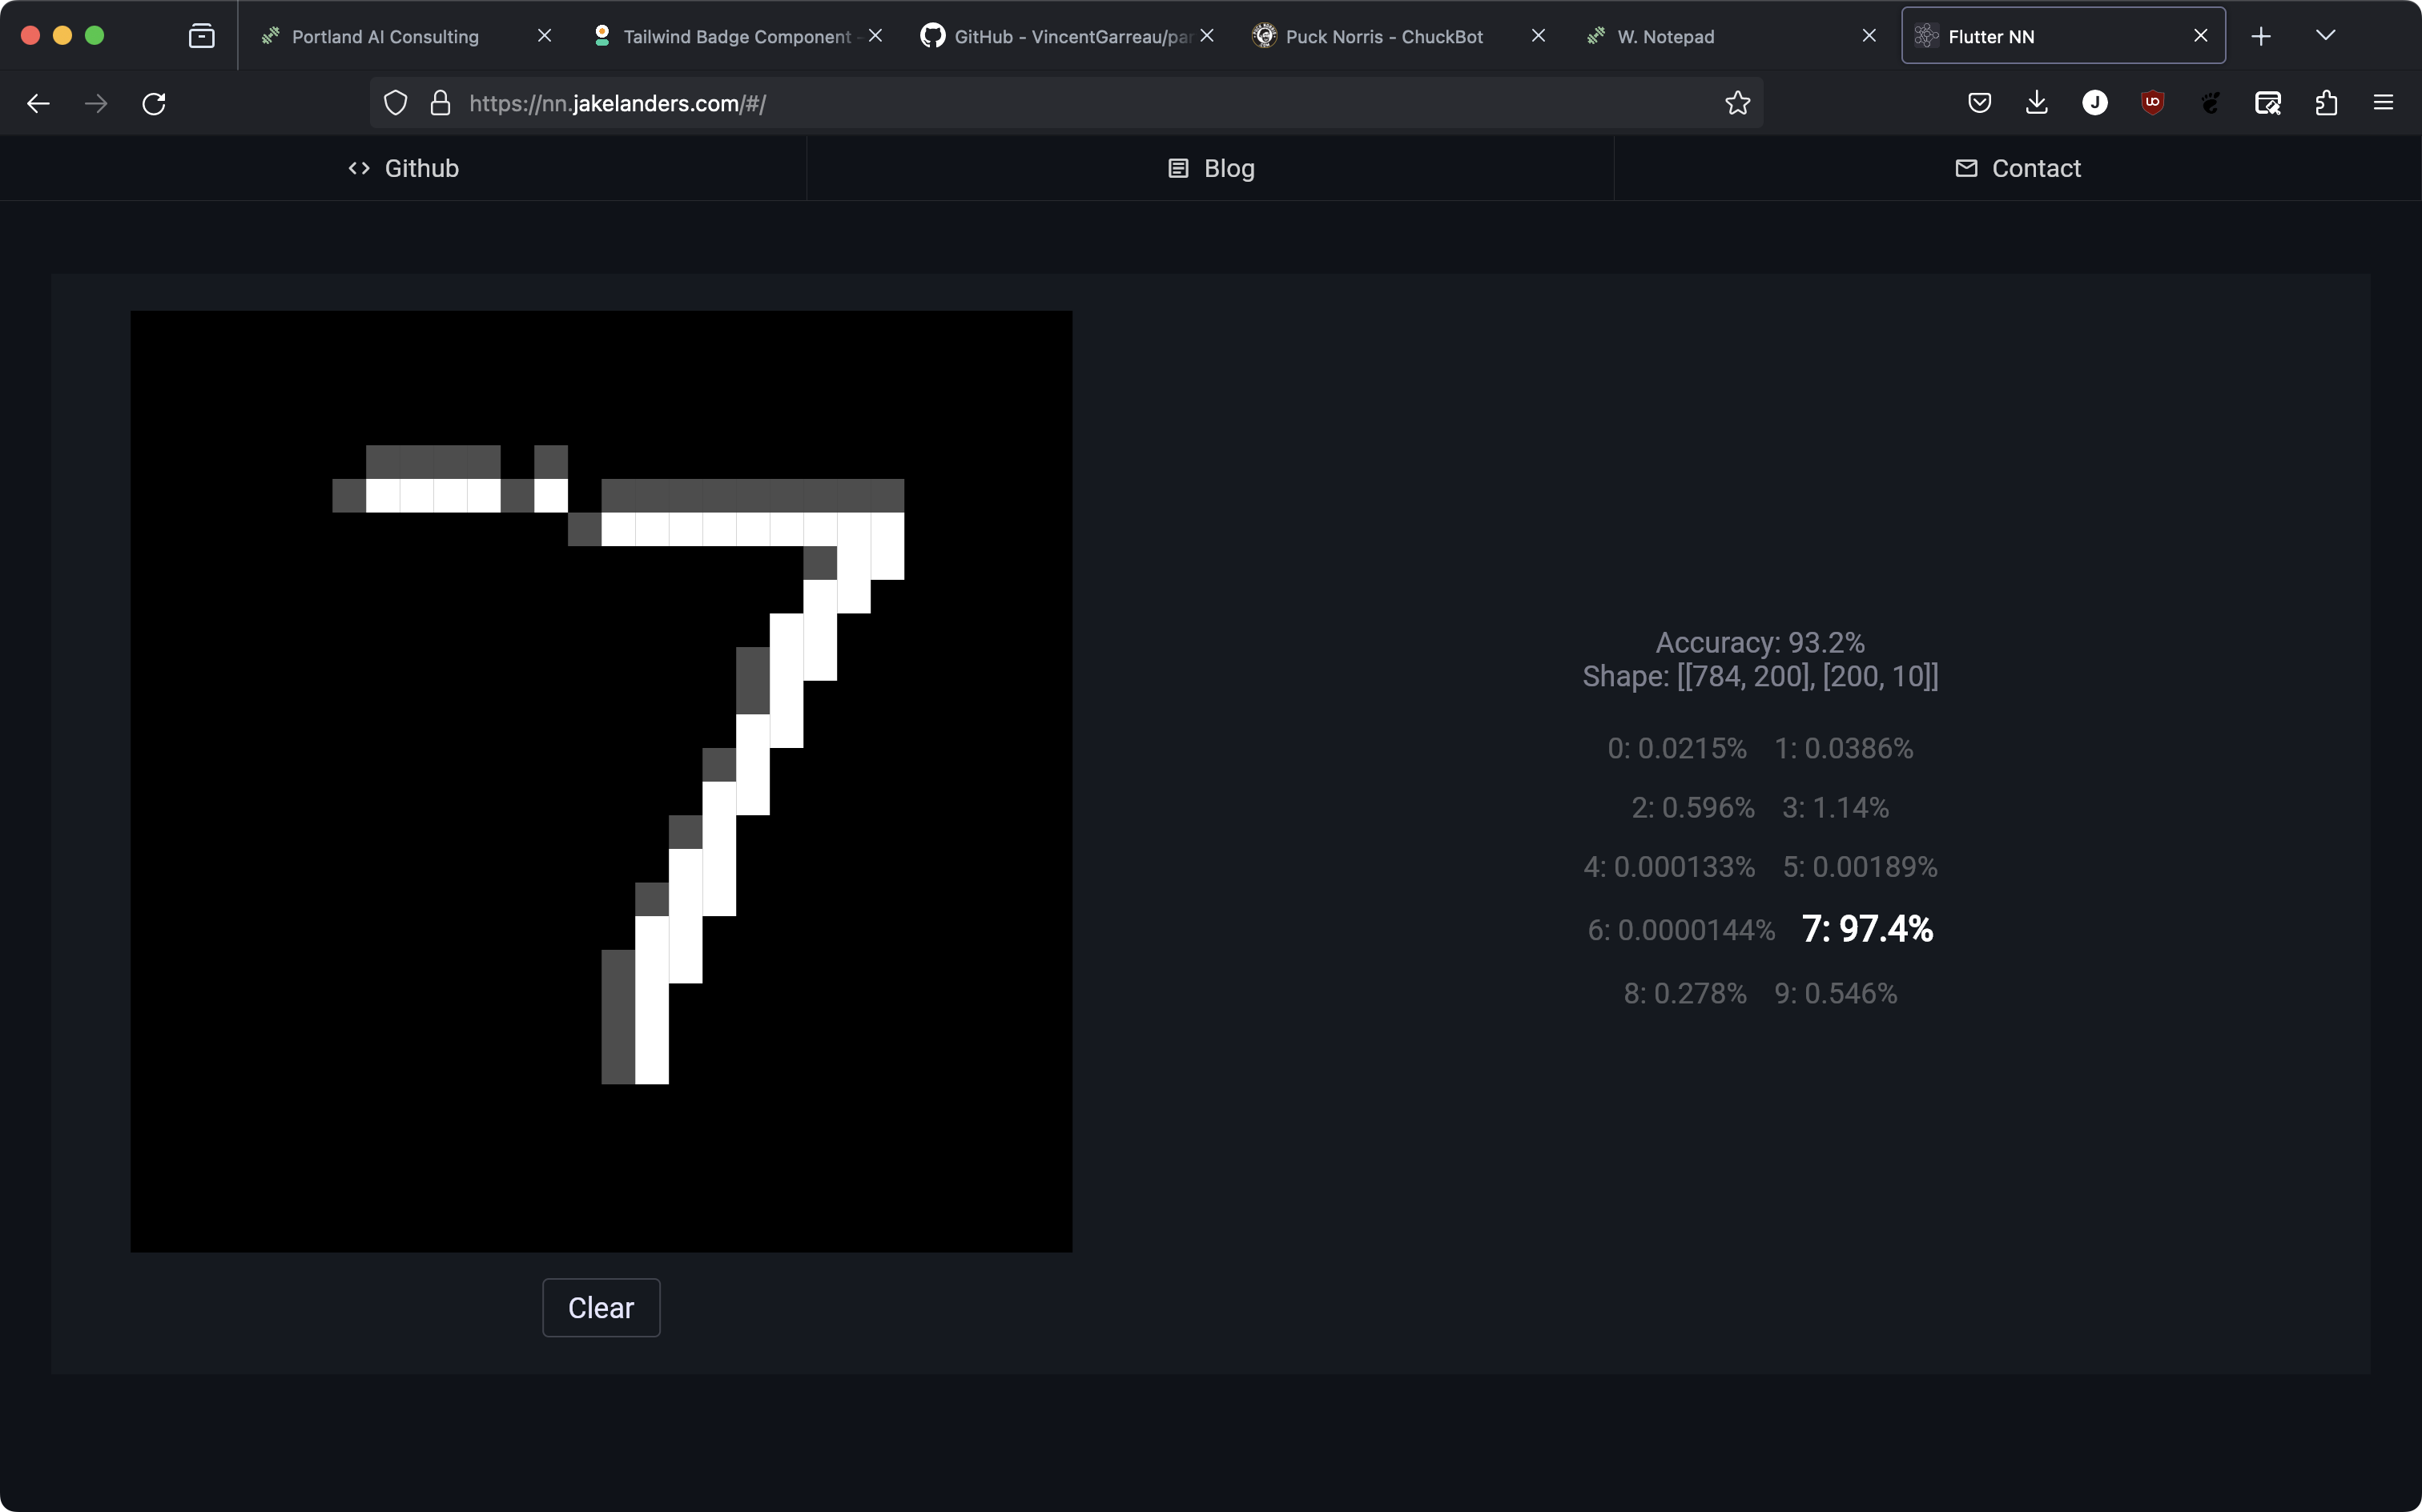 Portland AI Consulting
Tailwind Badge Component -
GitHub - VincentGarreau/par
Puck Norris - ChuckBot
W. Notepad
Flutter NN
https://nn.jakelanders.com/#/
J
Github
Blog
Contact
7
Accuracy: 93.2%
Shape: [[784, 200], [200, 10]]
0: 0.0215% 1: 0.0386%
2: 0.596% 3: 1.14%
4: 0.000133% 5: 0.00189%
6: 0.0000144% 7: 97.4%
8: 0.278% 9: 0.546%
Clear